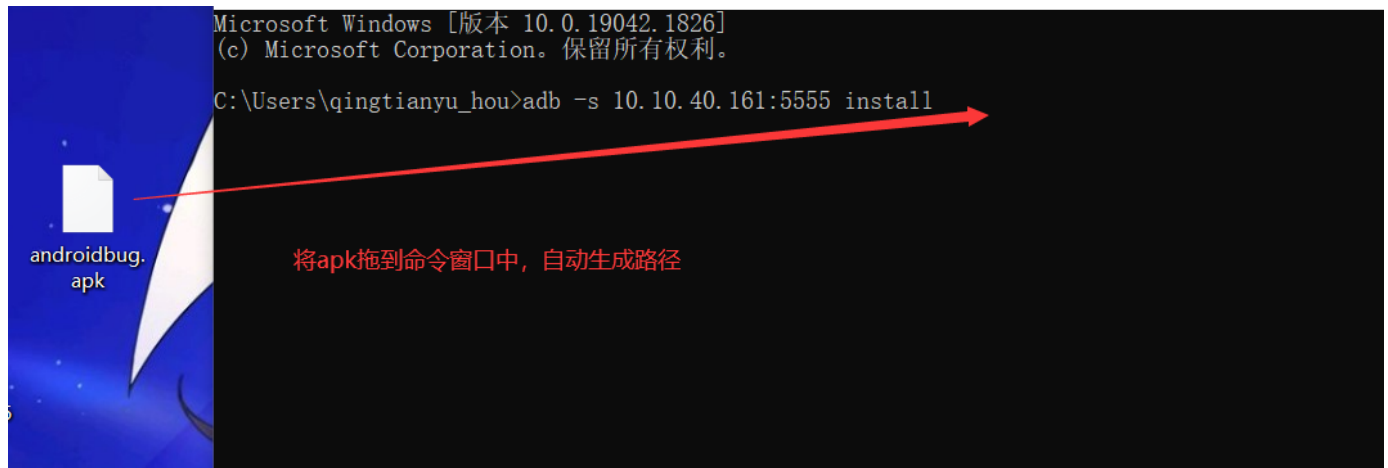 Microsoft Windows [版本 10.0.19042.1826]
(c) Microsoft Corporation。保留所有权利。
C:\Users\qingtianyu_hou>adb -s 10.10.40.161:5555 install
androidbug.
apk
将apk拖到命令窗口中，自动生成路径